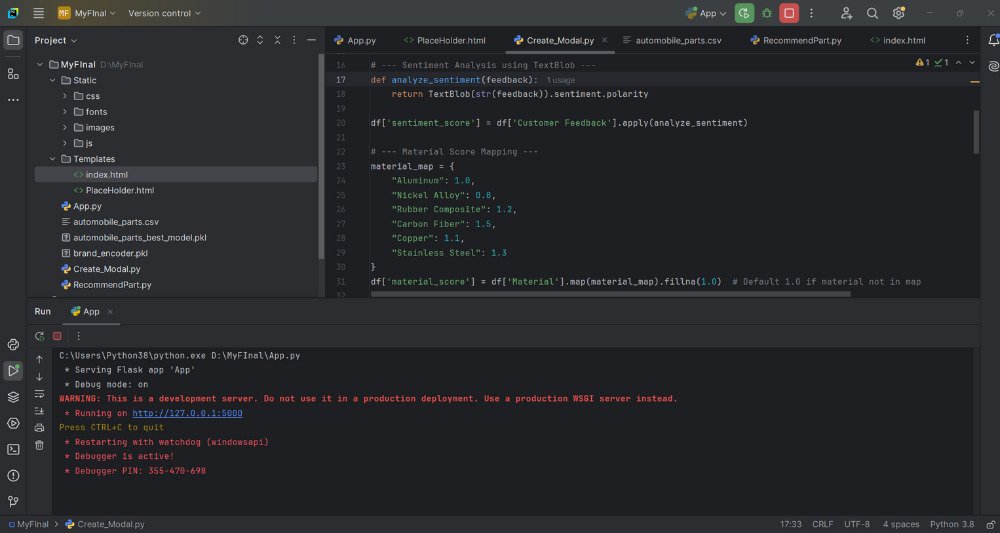 PC MF MyFInal Version control App
Project
App.py PlaceHolder.html Create_Modal.py automobile_parts.csv RecommendPart.py index.html
MyFInal D:\MyFInal
Static
css
fonts
images
js
Templates
index.html
PlaceHolder.html
App.py
automobile_parts.csv
automobile_parts_best_model.pkl
brand_encoder.pkl
Create_Modal.py
RecommendPart.py
1 1
16 # --- Sentiment Analysis using TextBlob ---
17 def analyze_sentiment(feedback): 1 usage
18 return TextBlob(str(feedback)).sentiment.polarity
19
20 df['sentiment_score'] = df['Customer Feedback'].apply(analyze_sentiment)
21
22 # --- Material Score Mapping ---
23 material_map = {
24 "Aluminum": 1.0,
25 "Nickel Alloy": 0.8,
26 "Rubber Composite": 1.2,
27 "Carbon Fiber": 1.5,
28 "Copper": 1.1,
29 "Stainless Steel": 1.3
30 }
31 df['material_score'] = df['Material'].map(material_map).fillna(1.0) # Default 1.0 if material not in map
32
Run App
C:\Users\Python38\python.exe D:\MyFInal\App.py
* Serving Flask app 'App'
* Debug mode: on
WARNING: This is a development server. Do not use it in a production deployment. Use a production WSGI server instead.
* Running on http://127.0.0.1:5000
Press CTRL+C to quit
* Restarting with watchdog (windowsapi)
* Debugger is active!
* Debugger PIN: 355-470-698
MyFInal > Create_Modal.py 17:33 CRLF UTF-8 4 spaces Python 3.8